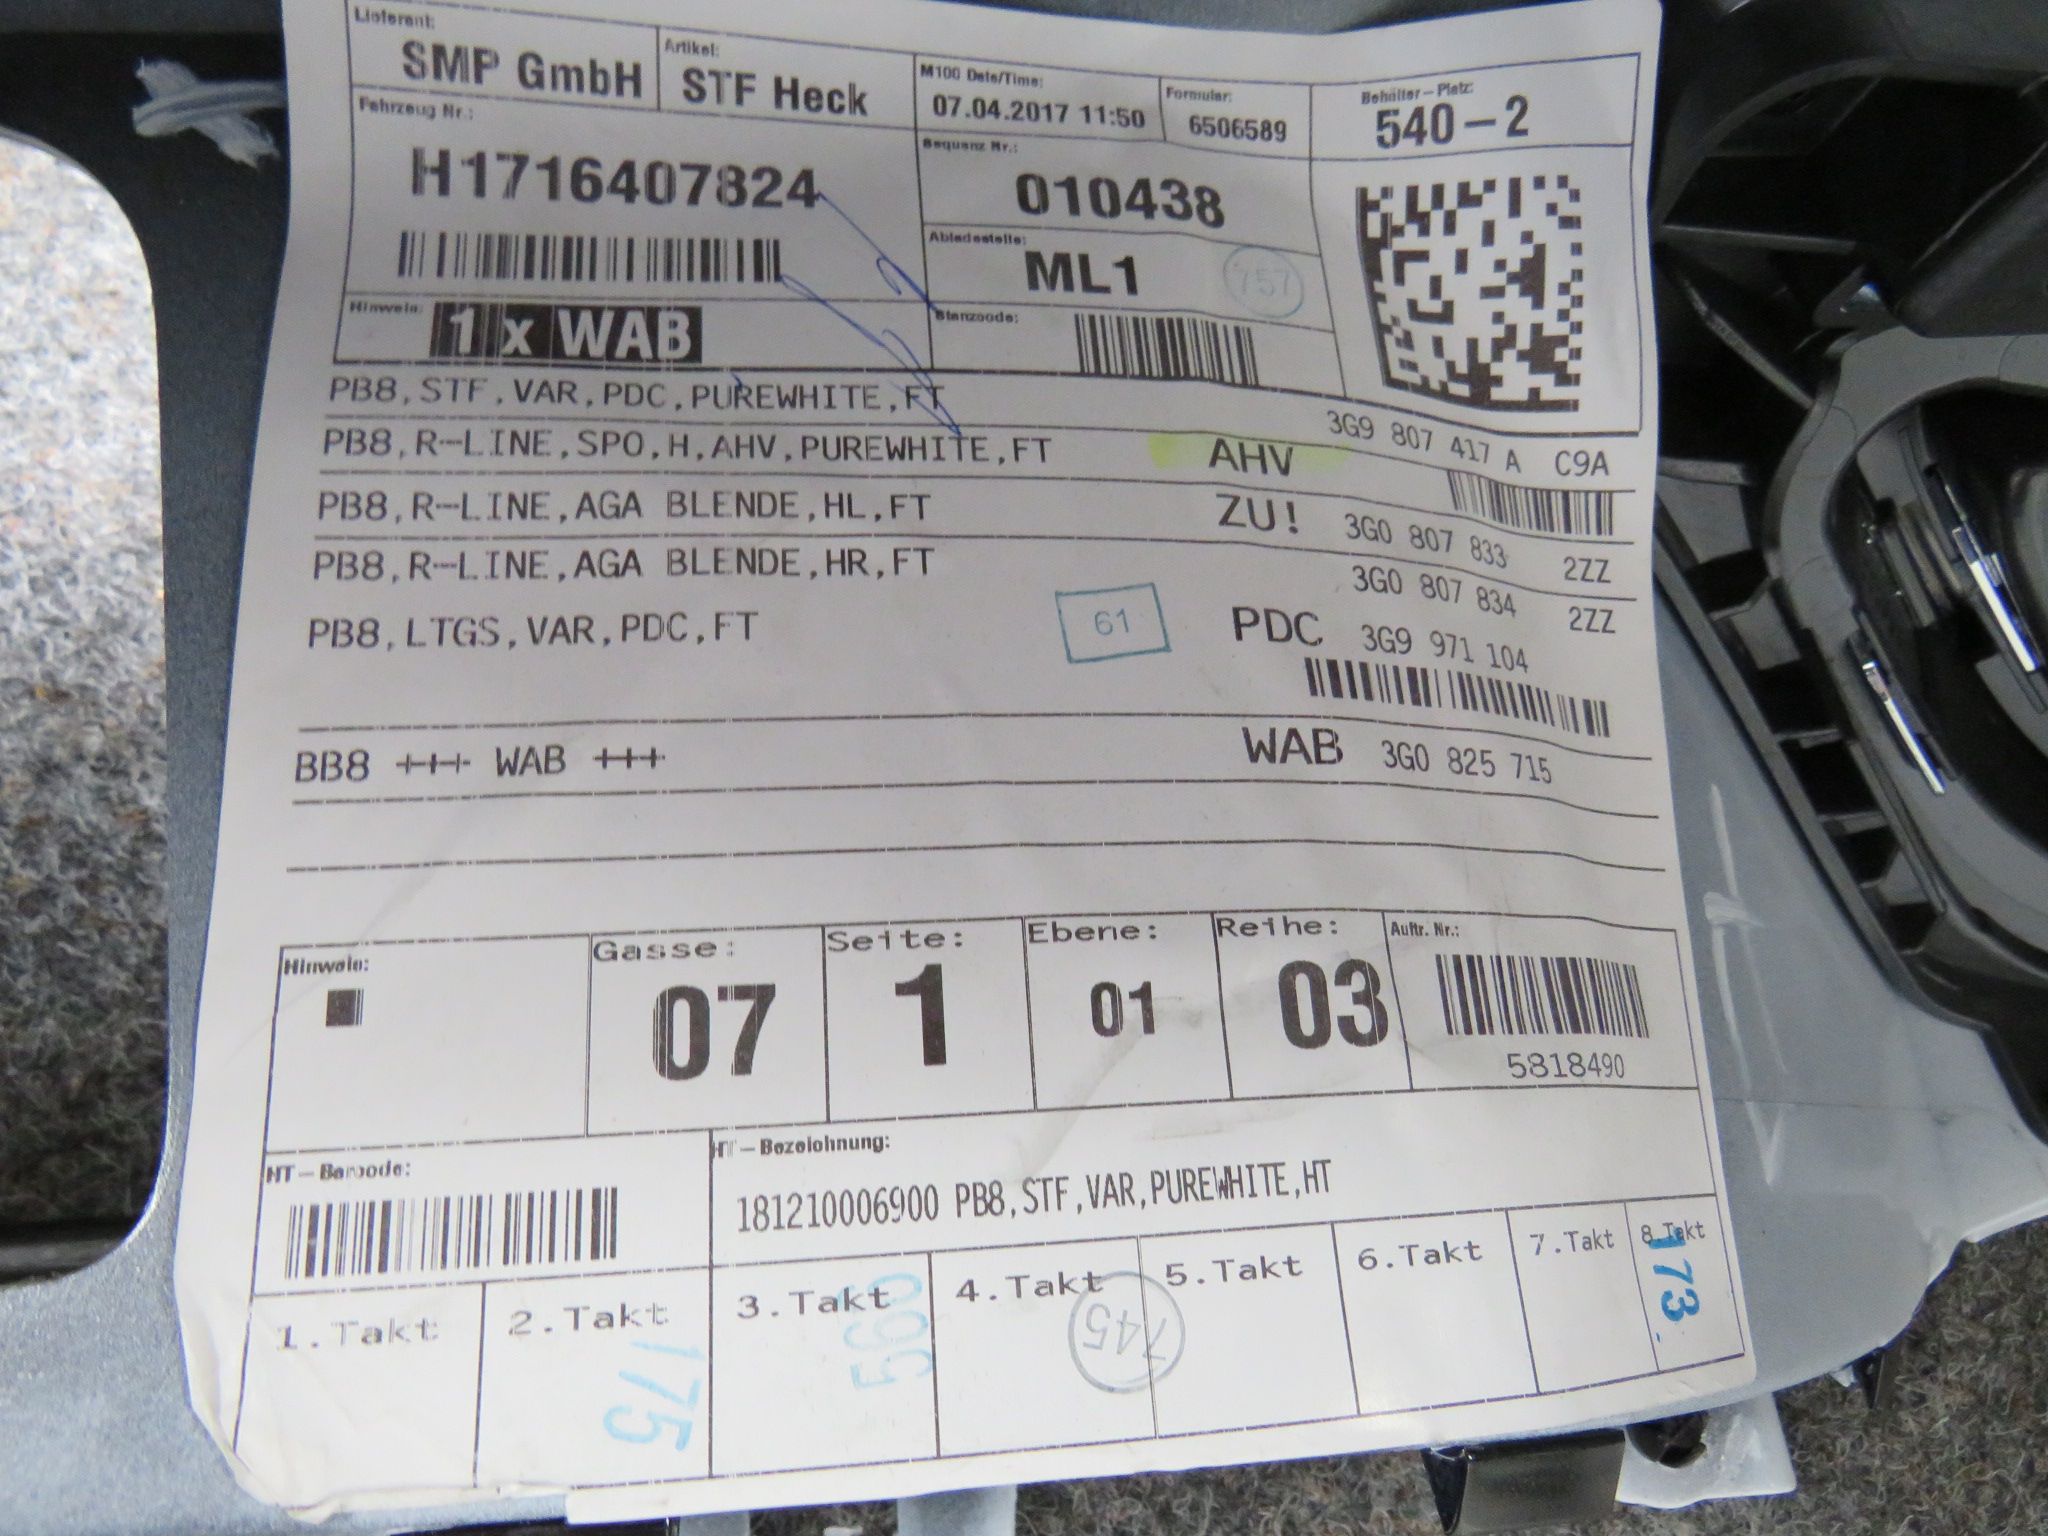 Lieferant:
SMP GmbH
Artikel:
STF Heck
M100 Date/Time:
07.04.2017 11:50
Formular:
6506589
Behälter-Platz:
540-2
Fahrzeug Nr.:
H1716407824
Sequenz Nr.:
010438
Abladestelle:
ML1
757
Hinweis:
1 x WAB
Stanzcode:
PB8,STF,VAR,PDC,PUREWHITE,FT
3G9 807 417 A C9A
PB8,R-LINE,SPO,H,AHV,PUREWHITE,FT AHV
PB8,R-LINE,AGA BLENDE,HL,FT ZU! 3G0 807 833 2ZZ
PB8,R-LINE,AGA BLENDE,HR,FT 3G0 807 834 2ZZ
PB8,LTGS,VAR,PDC,FT 61 PDC 3G9 971 104
BB8 +++ WAB +++ WAB 3G0 825 715
Hinweis:
Gasse:
07
Seite:
1
Ebene:
01
Reihe:
03
Auftr. Nr.:
5818490
HT-Barcode:
HT-Bezeichnung:
181210006900 PB8,STF,VAR,PUREWHITE,HT
1.Takt
2.Takt
3.Takt
4.Takt
5.Takt
6.Takt
7.Takt
8.Takt
175
745
173